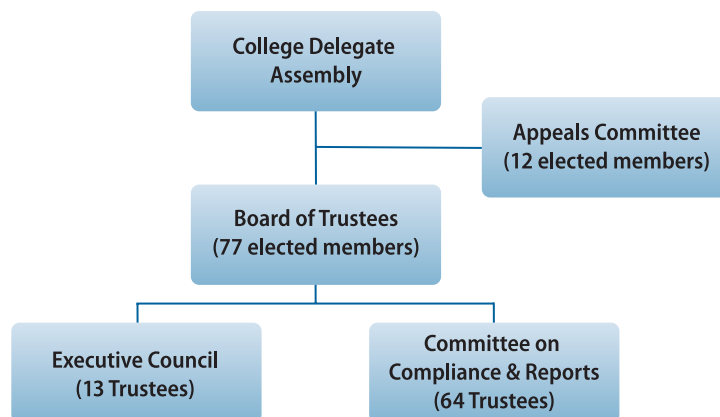 College Delegate
Assembly
Appeals Committee
(12 elected members)
Board of Trustees
(77 elected members)
Executive Council
(13 Trustees)
Committee on
Compliance & Reports
(64 Trustees)